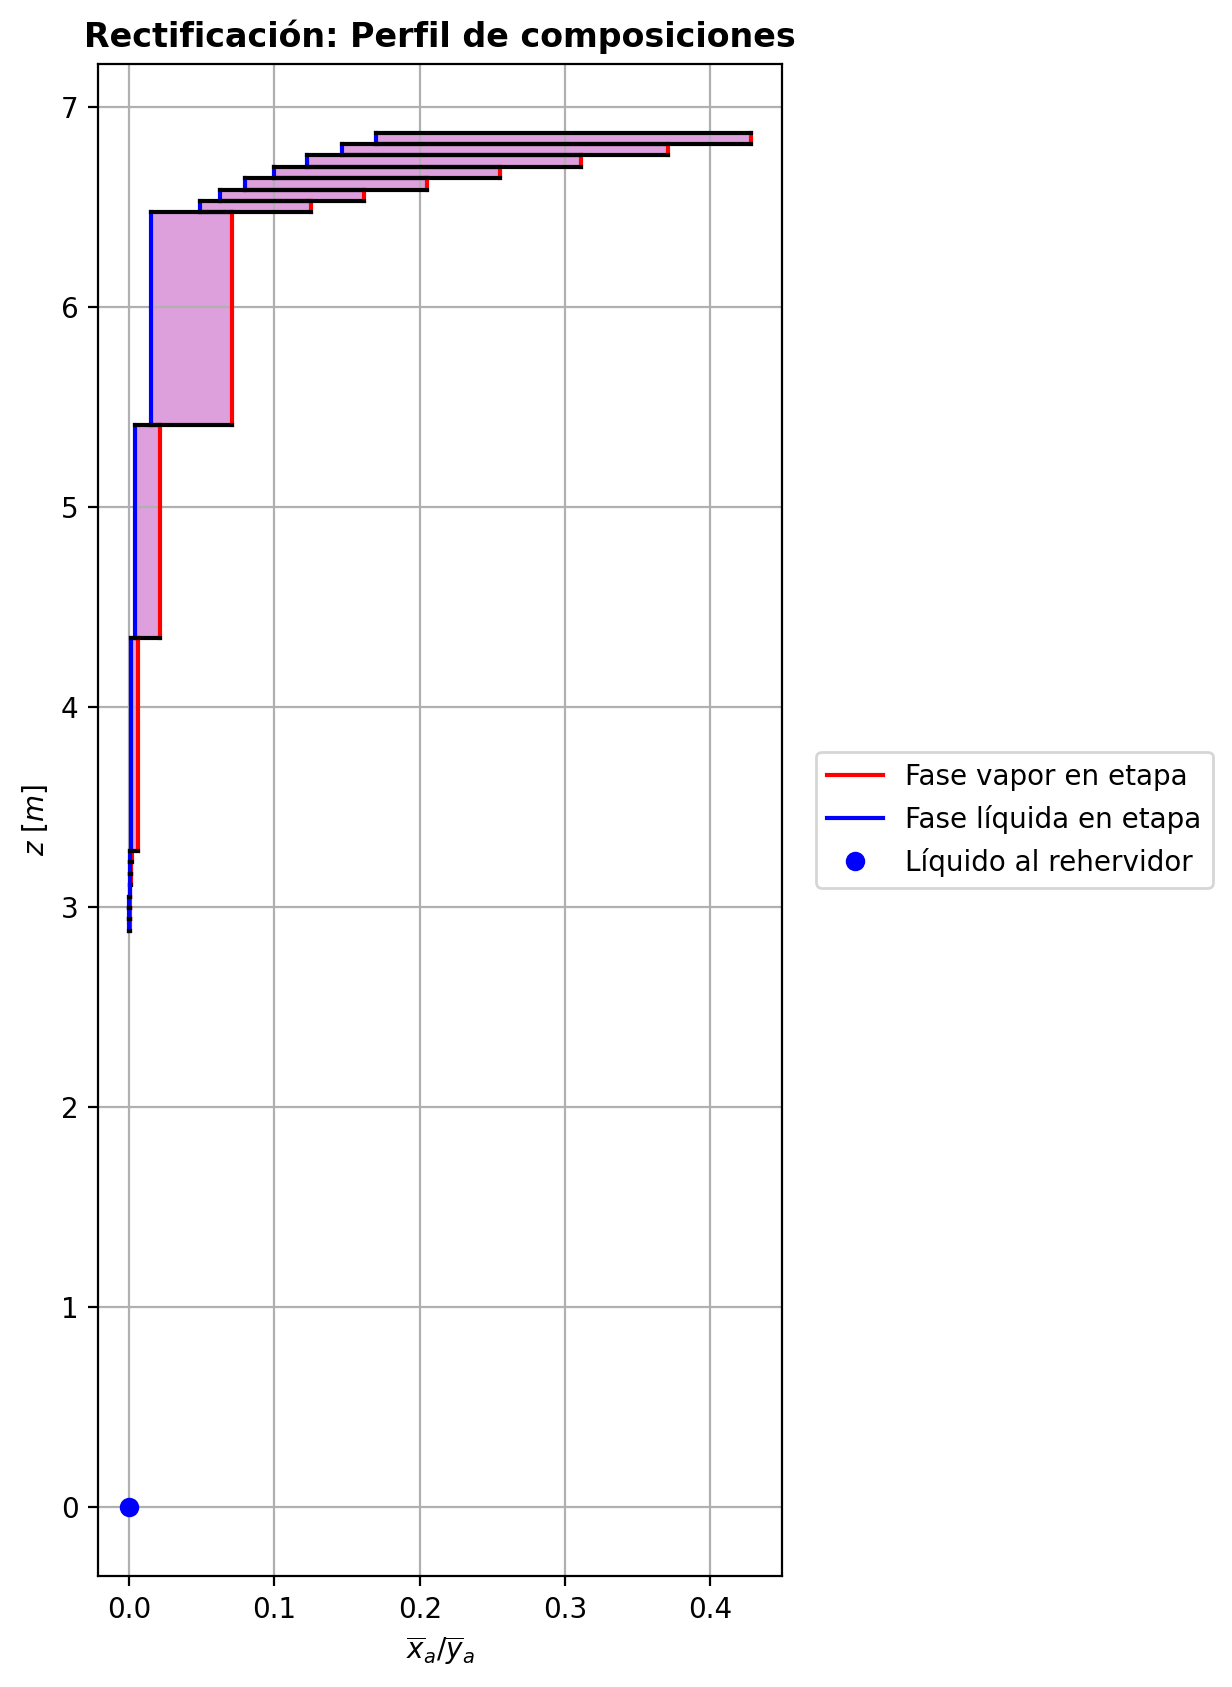 Rectificación: Perfil de composiciones
7
6
5
4
3
2
1
0
z [m]
0.0 0.1 0.2 0.3 0.4
x̅ₐ/y̅ₐ
Fase vapor en etapa
Fase líquida en etapa
Líquido al rehervidor